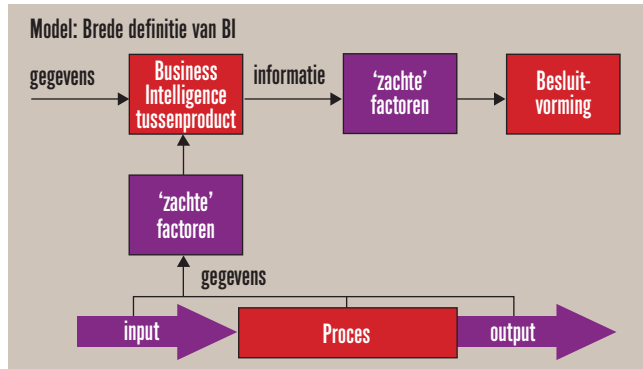 Model: Brede definitie van BI
gegevens
Business
Intelligence
tussenproduct
informatie
‘zachte’
factoren
Besluit-
vorming
‘zachte’
factoren
gegevens
input
Proces
output